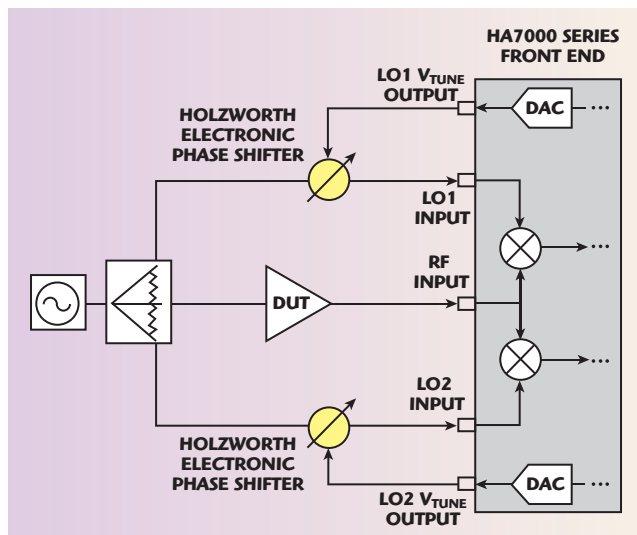 HA7000 SERIES
FRONT END
LO1 VTUNE
OUTPUT
DAC
...
HOLZWORTH
ELECTRONIC
PHASE SHIFTER
LO1
INPUT
...
RF
INPUT
DUT
...
LO2
INPUT
HOLZWORTH
ELECTRONIC
PHASE SHIFTER
DAC
...
LO2 VTUNE
OUTPUT